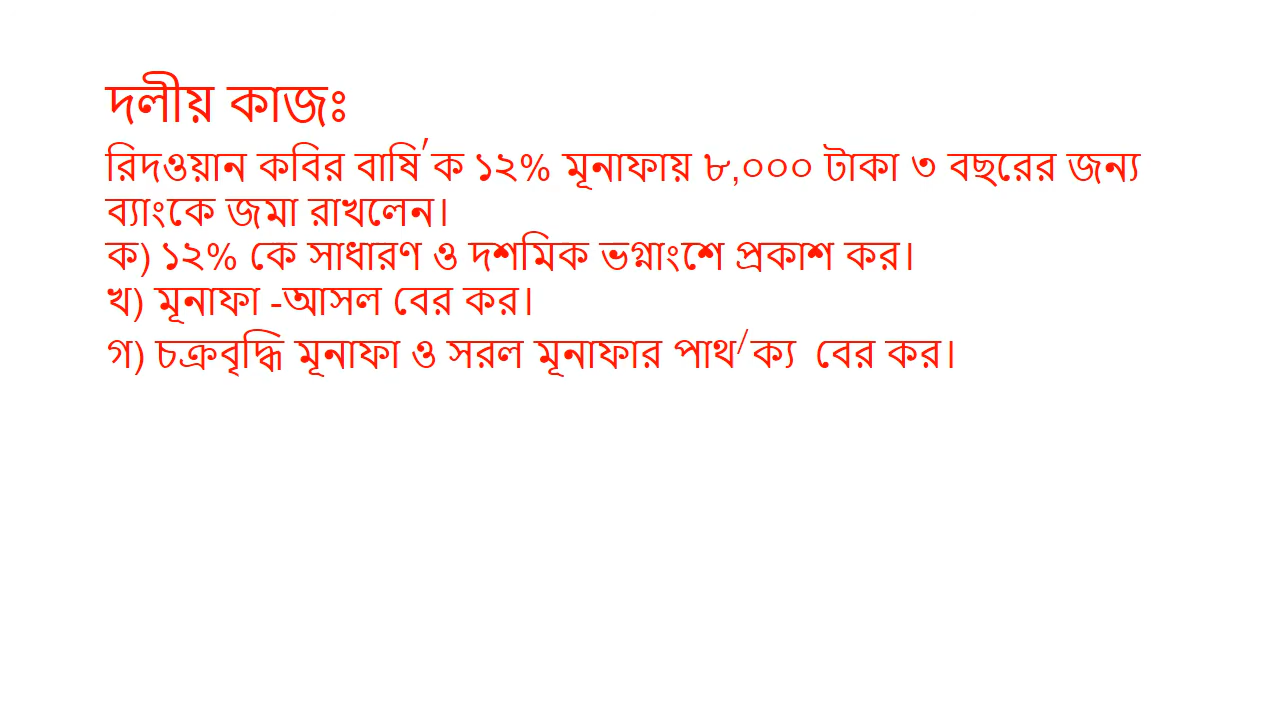 দলীয় কাজঃ
রিদওয়ান কবির বাষি′ক ১২% মূনাফায় ৮,০০০ টাকা ৩ বছরের জন্য
ব্যাংকে জমা রাখলেন।
ক) ১২% কে সাধারণ ও দশমিক ভগ্নাংশে প্রকাশ কর।
খ) মূনাফা -আসল বের কর।
গ) চক্রবৃদ্ধি মূনাফা ও সরল মূনাফার পাথ/ক্য বের কর।